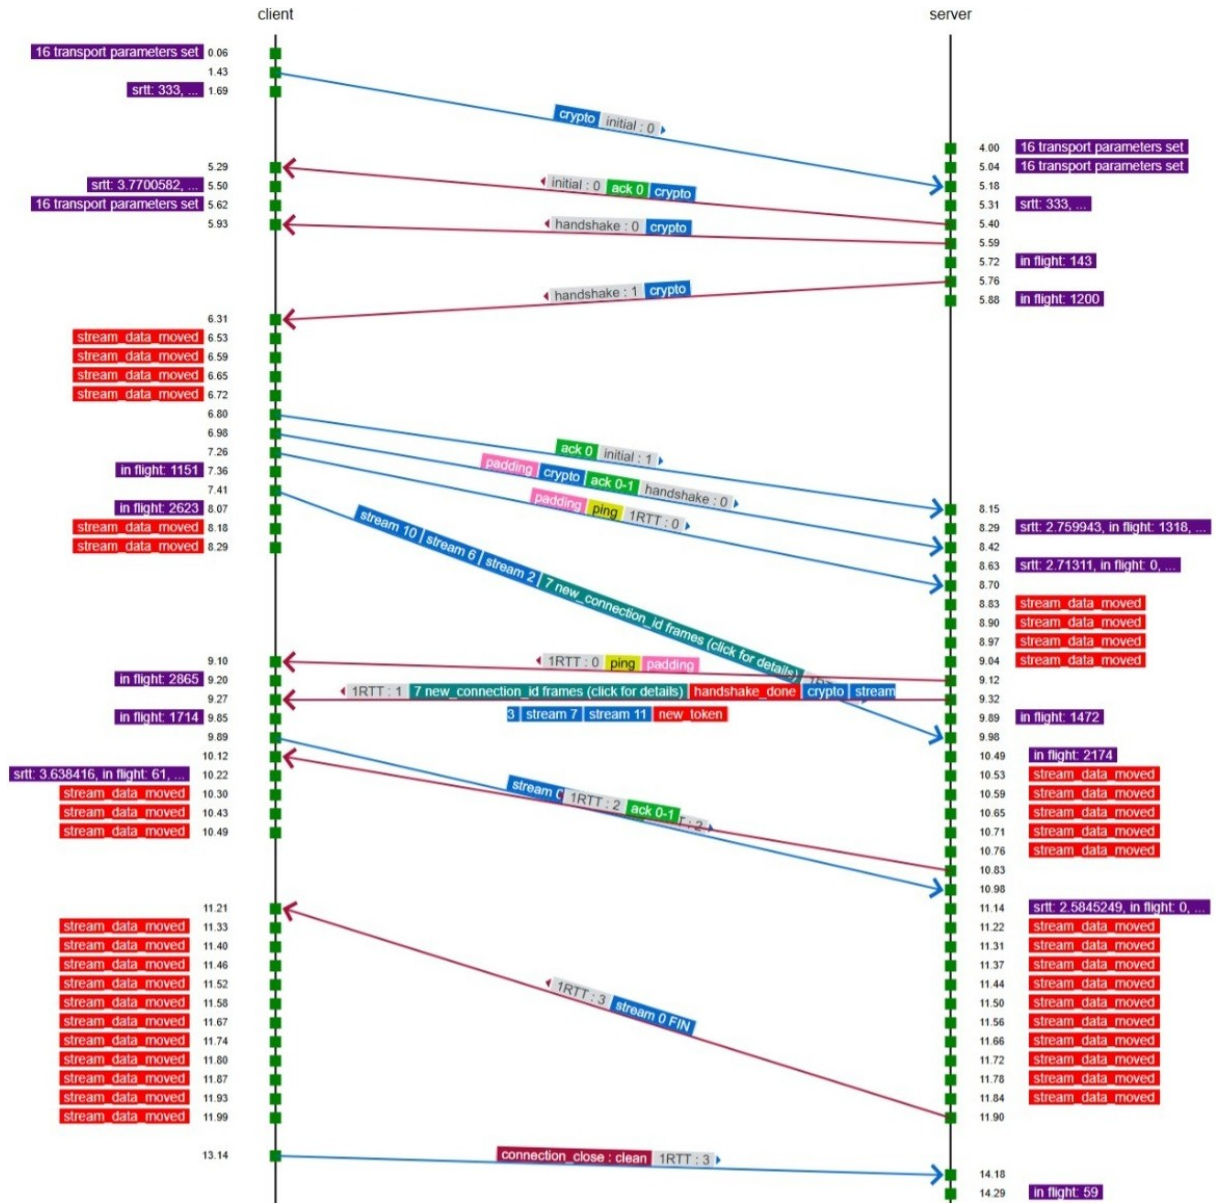 client server
16 transport parameters set 0.06
1.43
srtt: 333, ... 1.69
crypto initial : 0
4.00 16 transport parameters set
5.29 5.04 16 transport parameters set
srtt: 3.7700582, ... 5.50 initial : 0 ack 0 crypto 5.18
16 transport parameters set 5.62 5.31 srtt: 333, ...
5.93 handshake : 0 crypto 5.40
5.59
5.72 in flight: 143
5.76
handshake : 1 crypto 5.88 in flight: 1200
6.31
stream_data_moved 6.53
stream_data_moved 6.59
stream_data_moved 6.65
stream_data_moved 6.72
6.80
6.98
7.26 ack 0 initial : 1
in flight: 1151 7.36 padding crypto ack 0-1 handshake : 0
7.41
in flight: 2623 8.07 padding ping 1RTT : 0 8.15
stream_data_moved 8.18 8.29 srtt: 2.759943, in flight: 1318, ...
stream_data_moved 8.29 8.42
8.63 srtt: 2.71311, in flight: 0, ...
8.70
stream 10 stream 6 stream 2 7 new_connection_id frames (click for details)
8.83 stream_data_moved
8.90 stream_data_moved
8.97 stream_data_moved
9.10 1RTT : 0 ping padding 9.04 stream_data_moved
in flight: 2865 9.20 9.12
9.27 1RTT : 1 7 new_connection_id frames (click for details) handshake_done crypto stream 9.32
in flight: 1714 9.85 3 stream 7 stream 11 new_token 9.89 in flight: 1472
9.89 9.98
10.12 10.49 in flight: 2174
srtt: 3.638416, in flight: 61, ... 10.22 10.53 stream_data_moved
stream_data_moved 10.30 stream 0 1RTT : 2 ack 0-1 10.59 stream_data_moved
stream_data_moved 10.43 10.65 stream_data_moved
stream_data_moved 10.49 10.71 stream_data_moved
10.76 stream_data_moved
10.83
10.98
11.21 11.14 srtt: 2.5845249, in flight: 0, ...
stream_data_moved 11.33 11.22 stream_data_moved
stream_data_moved 11.40 11.31 stream_data_moved
stream_data_moved 11.46 11.37 stream_data_moved
stream_data_moved 11.52 11.44 stream_data_moved
stream_data_moved 11.58 1RTT : 3 stream 0 FIN 11.50 stream_data_moved
stream_data_moved 11.67 11.56 stream_data_moved
stream_data_moved 11.74 11.66 stream_data_moved
stream_data_moved 11.80 11.72 stream_data_moved
stream_data_moved 11.87 11.78 stream_data_moved
stream_data_moved 11.93 11.84 stream_data_moved
stream_data_moved 11.99 11.90
13.14 connection_close : clean 1RTT : 3
14.18
14.29 in flight: 59